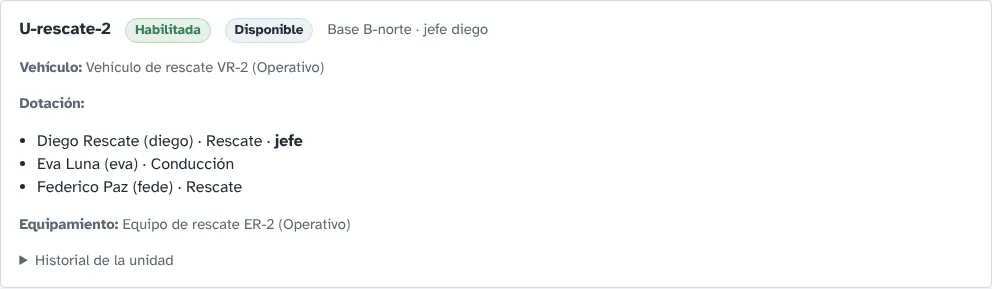 U-rescate-2 Habilitada Disponible Base B-norte · jefe diego
Vehículo: Vehículo de rescate VR-2 (Operativo)
Dotación:
• Diego Rescate (diego) · Rescate · jefe
• Eva Luna (eva) · Conducción
• Federico Paz (fede) · Rescate
Equipamiento: Equipo de rescate ER-2 (Operativo)
▶ Historial de la unidad